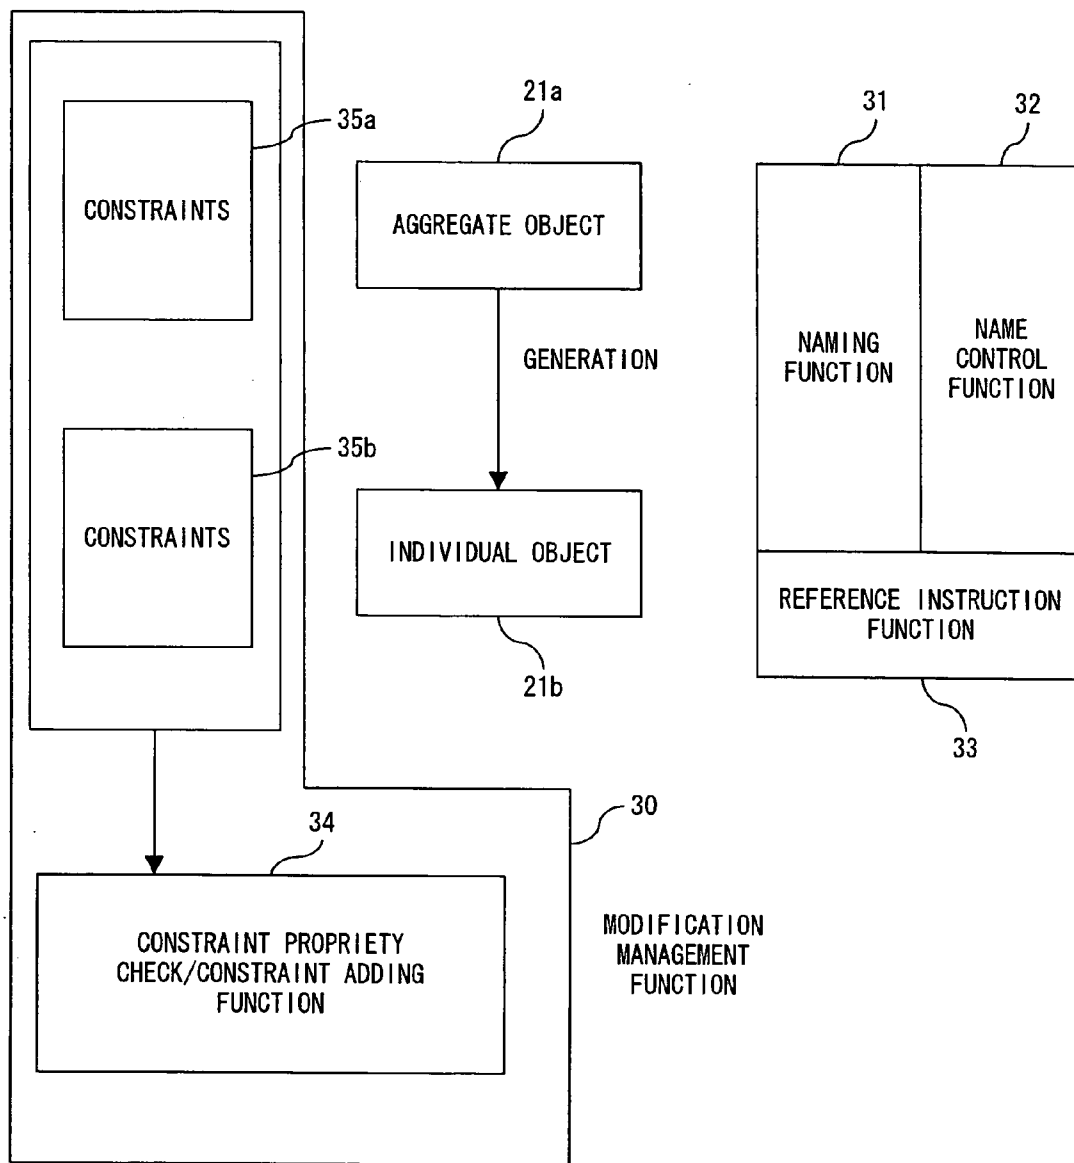 35a
CONSTRAINTS
35b
CONSTRAINTS
21a
AGGREGATE OBJECT
GENERATION
INDIVIDUAL OBJECT
21b
31
32
NAMING
FUNCTION
NAME
CONTROL
FUNCTION
REFERENCE INSTRUCTION
FUNCTION
33
30
34
CONSTRAINT PROPRIETY
CHECK/CONSTRAINT ADDING
FUNCTION
MODIFICATION
MANAGEMENT
FUNCTION